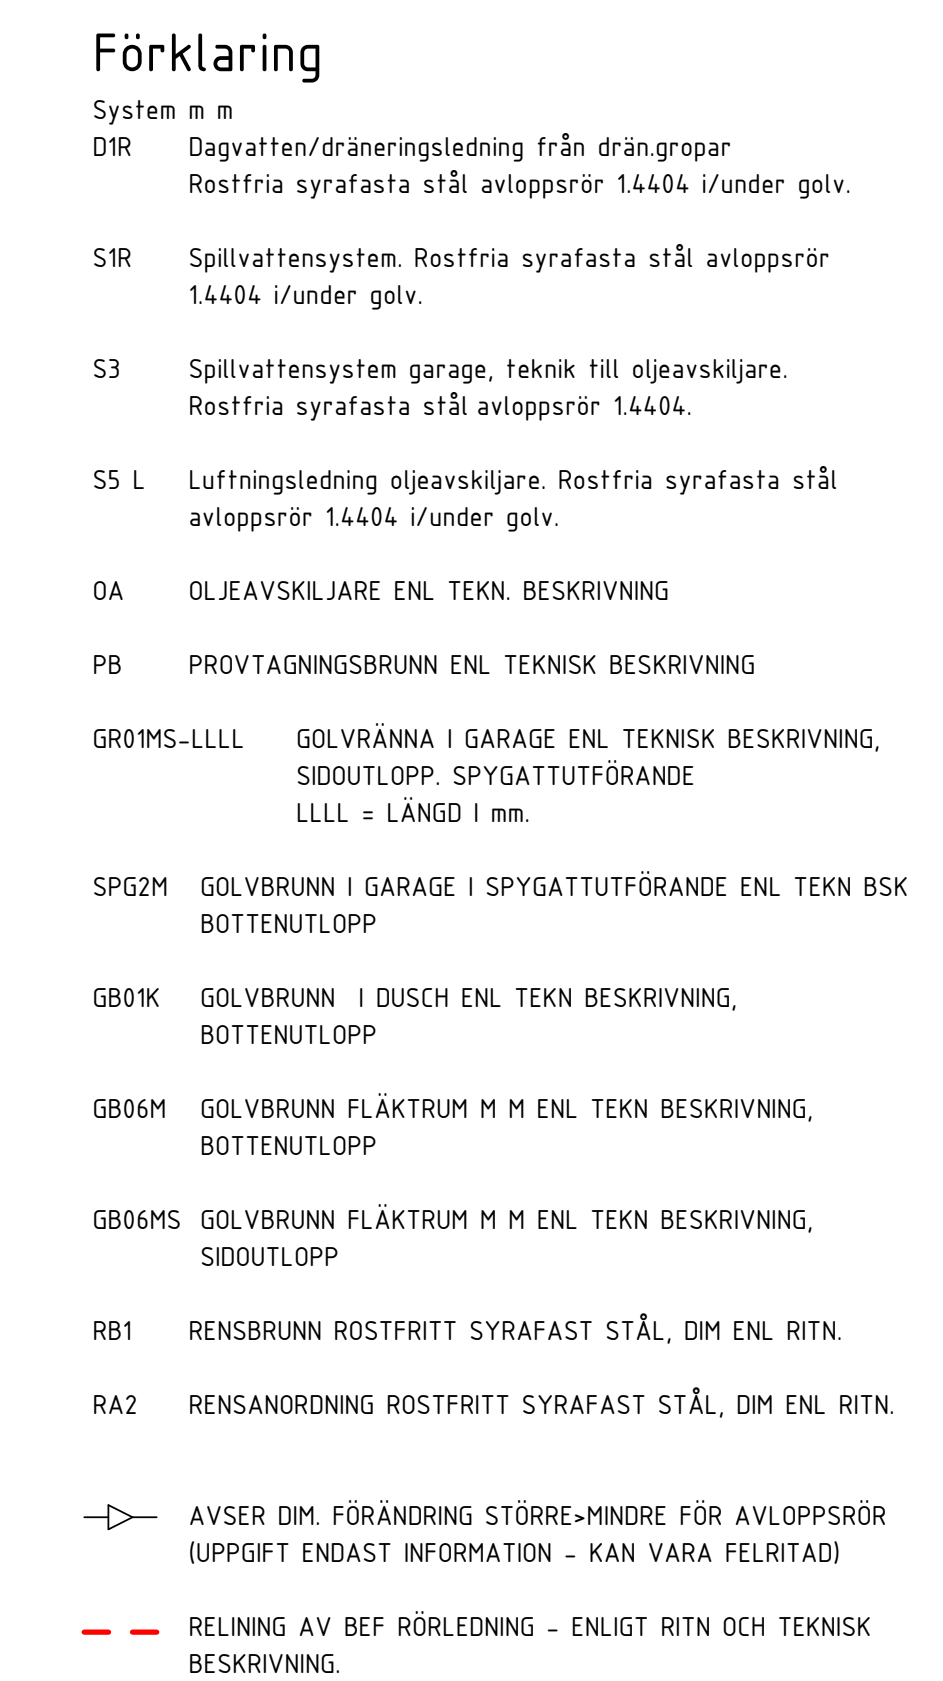 Förklaring
System m m
D1R Dagvatten/dräneringsledning från drän.gropar
Rostfria syrafasta stål avloppsrör 1.4404 i/under golv.
S1R Spillvattensystem. Rostfria syrafasta stål avloppsrör
1.4404 i/under golv.
S3 Spillvattensystem garage, teknik till oljeavskiljare.
Rostfria syrafasta stål avloppsrör 1.4404.
S5 L Luftningsledning oljeavskiljare. Rostfria syrafasta stål
avloppsrör 1.4404 i/under golv.
OA OLJEAVSKILJARE ENL TEKN. BESKRIVNING
PB PROVTAGNINGSBRUNN ENL TEKNISK BESKRIVNING
GR01MS-LLLL GOLVRÄNNA I GARAGE ENL TEKNISK BESKRIVNING,
SIDOUTLOPP. SPYGATTUTFÖRANDE
LLLL = LÄNGD I mm.
SPG2M GOLVBRUNN I GARAGE I SPYGATTUTFÖRANDE ENL TEKN BSK
BOTTENUTLOPP
GB01K GOLVBRUNN I DUSCH ENL TEKN BESKRIVNING,
BOTTENUTLOPP
GB06M GOLVBRUNN FLÄKTRUM M M ENL TEKN BESKRIVNING,
BOTTENUTLOPP
GB06MS GOLVBRUNN FLÄKTRUM M M ENL TEKN BESKRIVNING,
SIDOUTLOPP
RB1 RENSBRUNN ROSTFRITT SYRAFAST STÅL, DIM ENL RITN.
RA2 RENSANORDNING ROSTFRITT SYRAFAST STÅL, DIM ENL RITN.
AVSER DIM. FÖRÄNDRING STÖRRE>MINDRE FÖR AVLOPPSRÖR
(UPPGIFT ENDAST INFORMATION - KAN VARA FELRITAD)
RELINING AV BEF RÖRLEDNING - ENLIGT RITN OCH TEKNISK
BESKRIVNING.